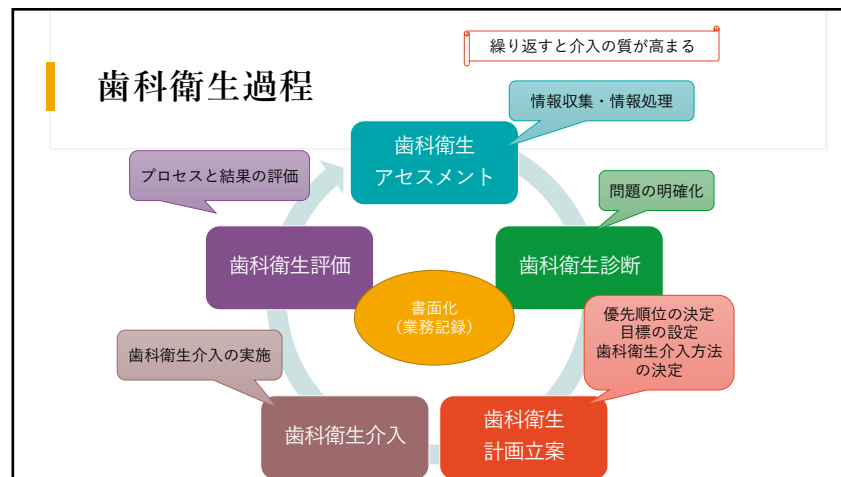 繰り返すと介入の質が高まる
歯科衛生過程
情報収集・情報処理
歯科衛生
アセスメント
プロセスと結果の評価
問題の明確化
歯科衛生評価
歯科衛生診断
書面化
（業務記録）
優先順位の決定
目標の設定
歯科衛生介入方法
の決定
歯科衛生介入の実施
歯科衛生介入
歯科衛生
計画立案